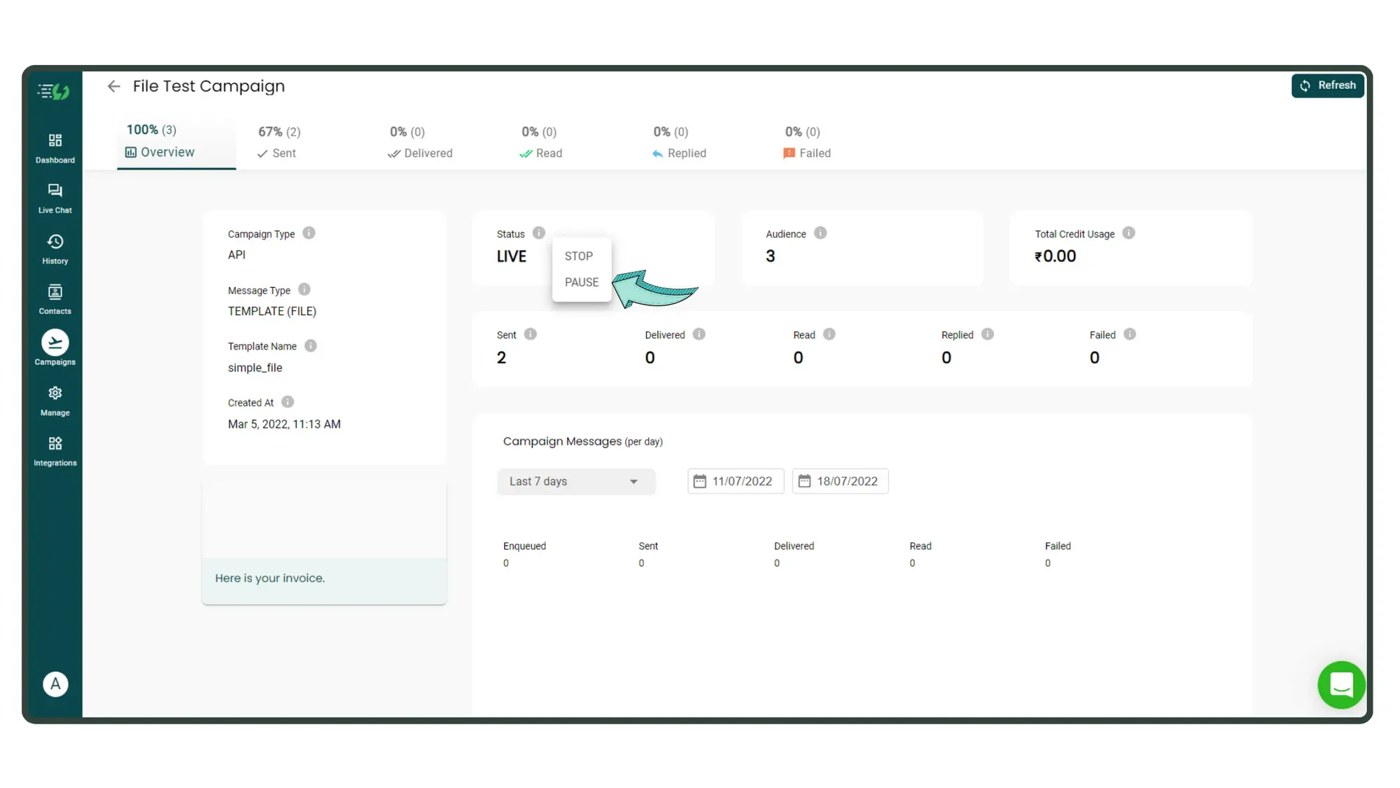 File Test Campaign
Refresh
100% (3)
Overview
67% (2)
Sent
0% (0)
Delivered
0% (0)
Read
0% (0)
Replied
0% (0)
Failed
Dashboard
Live Chat
History
Contacts
Campaigns
Manage
Integrations
A
Campaign Type
API
Message Type
TEMPLATE (FILE)
Template Name
simple_file
Created At
Mar 5, 2022, 11:13 AM
Here is your invoice.
Status
LIVE
STOP
PAUSE
Audience
3
Total Credit Usage
₹0.00
Sent
2
Delivered
0
Read
0
Replied
0
Failed
0
Campaign Messages (per day)
Last 7 days
11/07/2022
18/07/2022
Enqueued
0
Sent
0
Delivered
0
Read
0
Failed
0